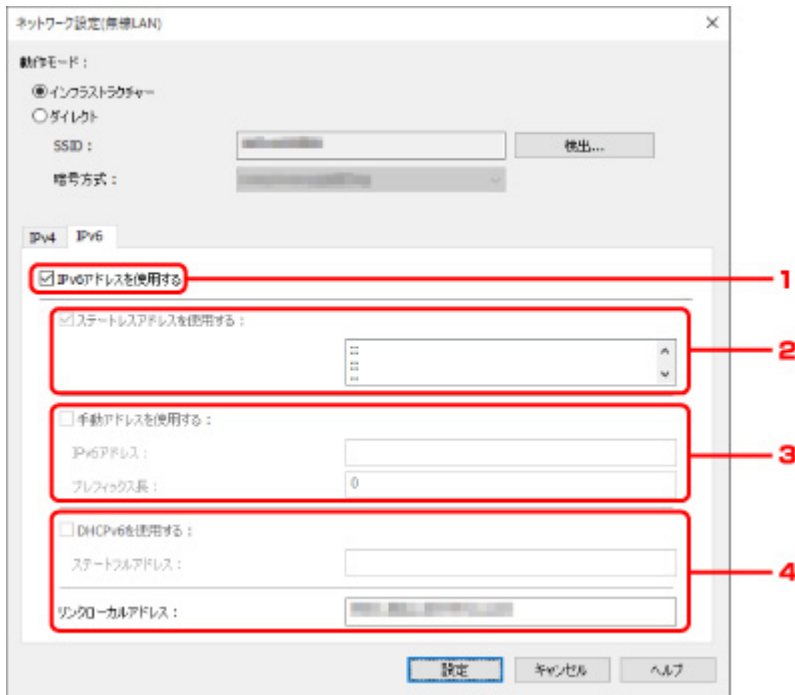 ネットワーク設定(無線LAN)
動作モード：
インフラストラクチャー
ダイレクト
SSID：
検出...
暗号方式：
IPv4 IPv6
IPv6アドレスを使用する
1
ステートレスアドレスを使用する：
::
::
::
2
手動アドレスを使用する：
IPv6アドレス：
3
プレフィックス長： 0
DHCPv6を使用する：
ステートフルアドレス：
4
リンクローカルアドレス：
設定 キャンセル ヘルプ